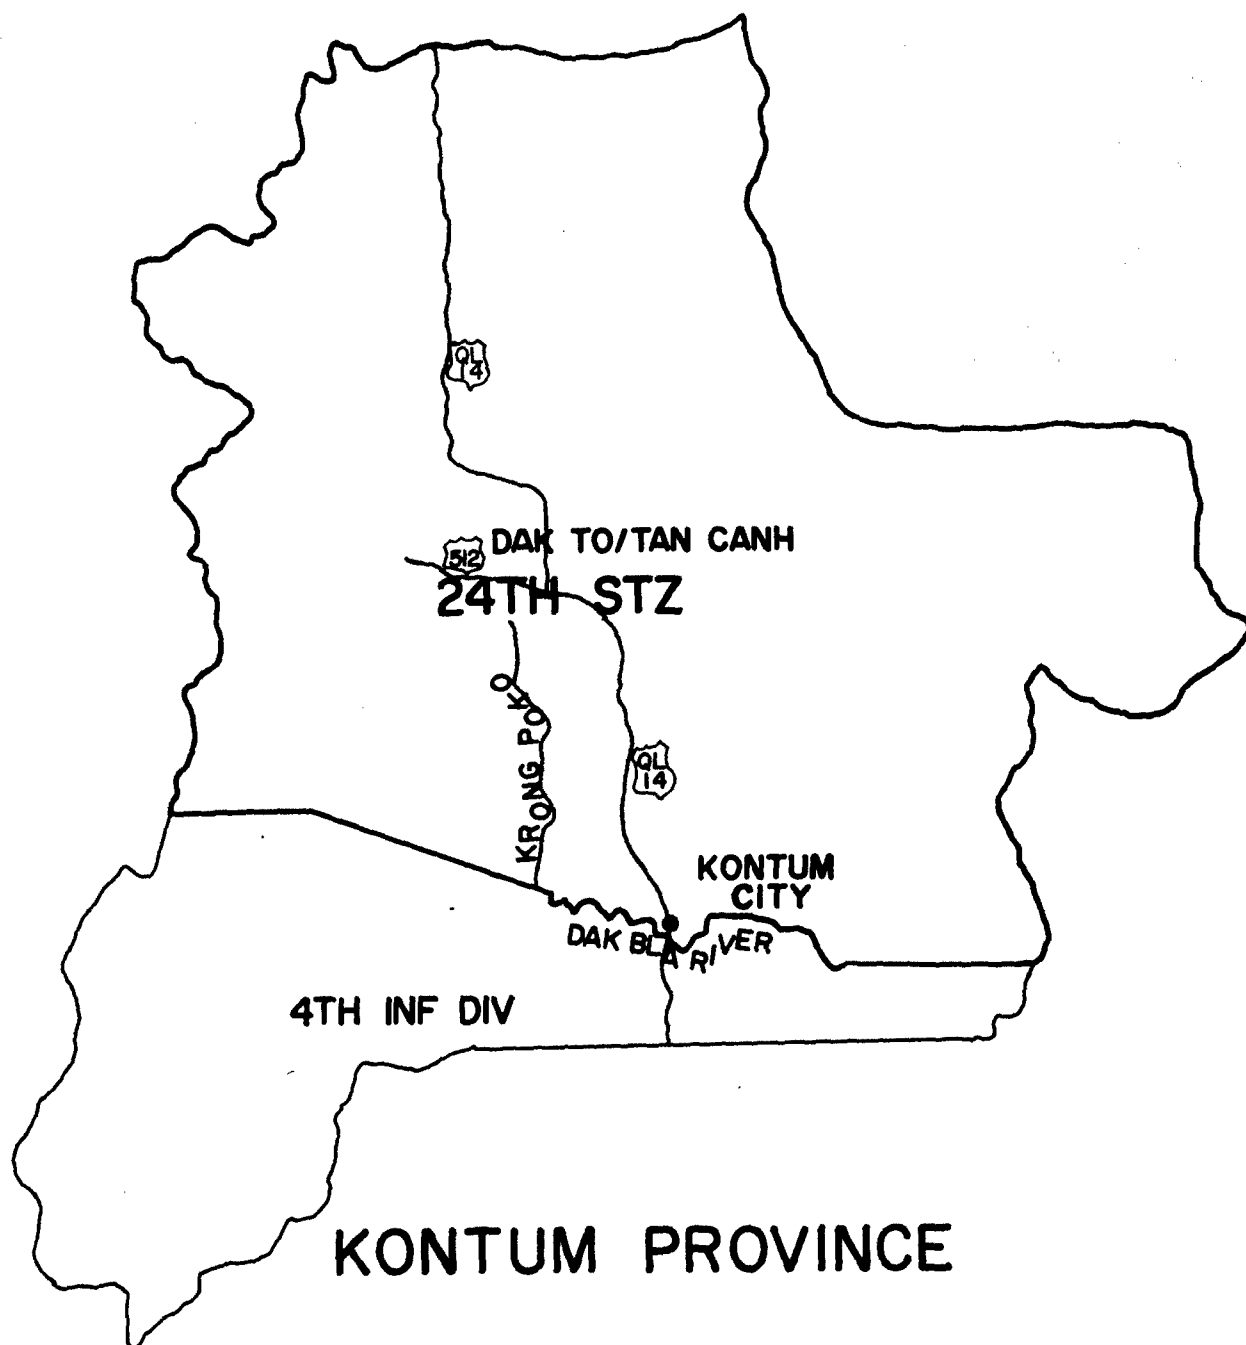 QL
14
DAK TO/TAN CANH
512
24TH STZ
KRONG POKO
QL
14
KONTUM
CITY
DAK BLA RIVER
4TH INF DIV
KONTUM PROVINCE